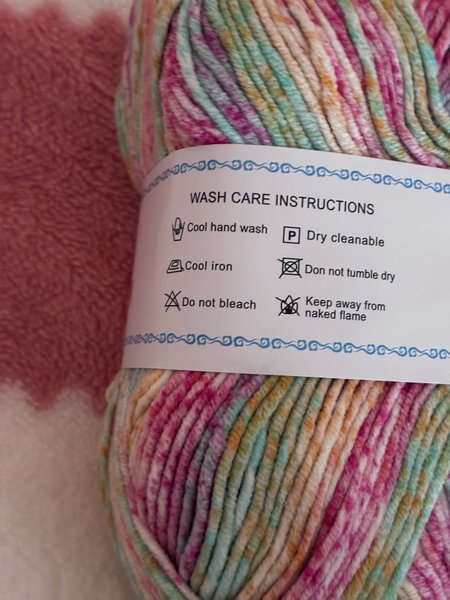 WASH CARE INSTRUCTIONS
Cool hand wash
P Dry cleanable
Cool iron
Don not tumble dry
Do not bleach
Keep away from
naked flame